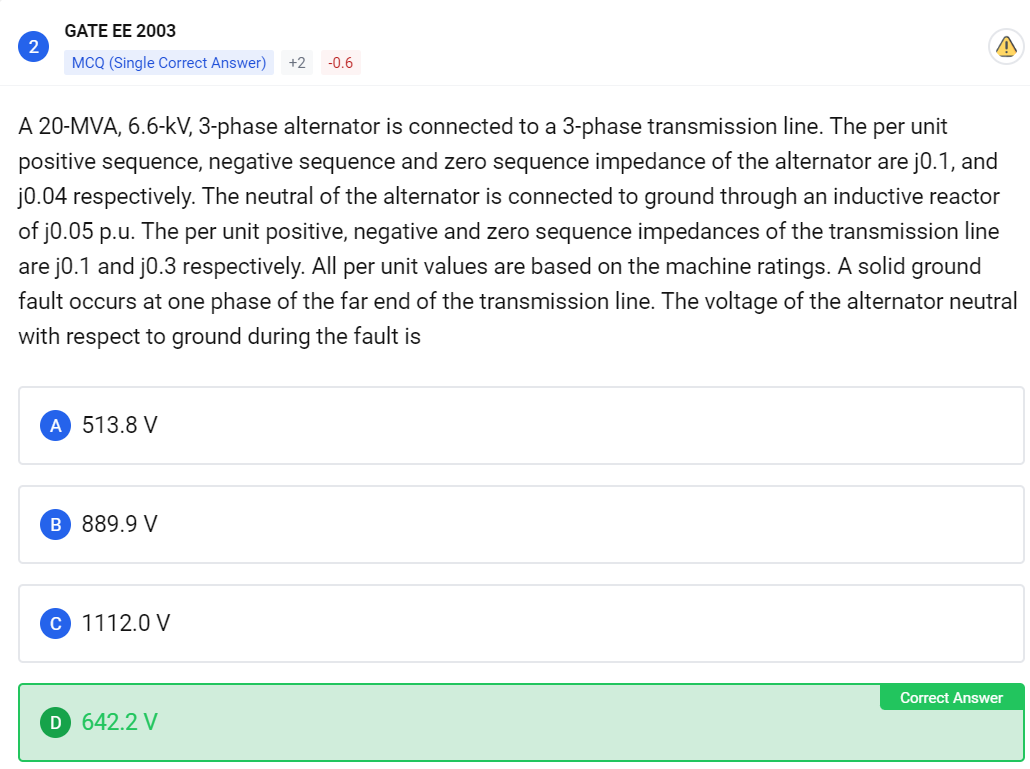 2
GATE EE 2003
MCQ (Single Correct Answer)
+2
-0.6
A 20-MVA, 6.6-kV, 3-phase alternator is connected to a 3-phase transmission line. The per unit
positive sequence, negative sequence and zero sequence impedance of the alternator are j0.1, and
j0.04 respectively. The neutral of the alternator is connected to ground through an inductive reactor
of j0.05 p.u. The per unit positive, negative and zero sequence impedances of the transmission line
are j0.1 and j0.3 respectively. All per unit values are based on the machine ratings. A solid ground
fault occurs at one phase of the far end of the transmission line. The voltage of the alternator neutral
with respect to ground during the fault is
A 513.8 V
B 889.9 V
C 1112.0 V
Correct Answer
D 642.2 V